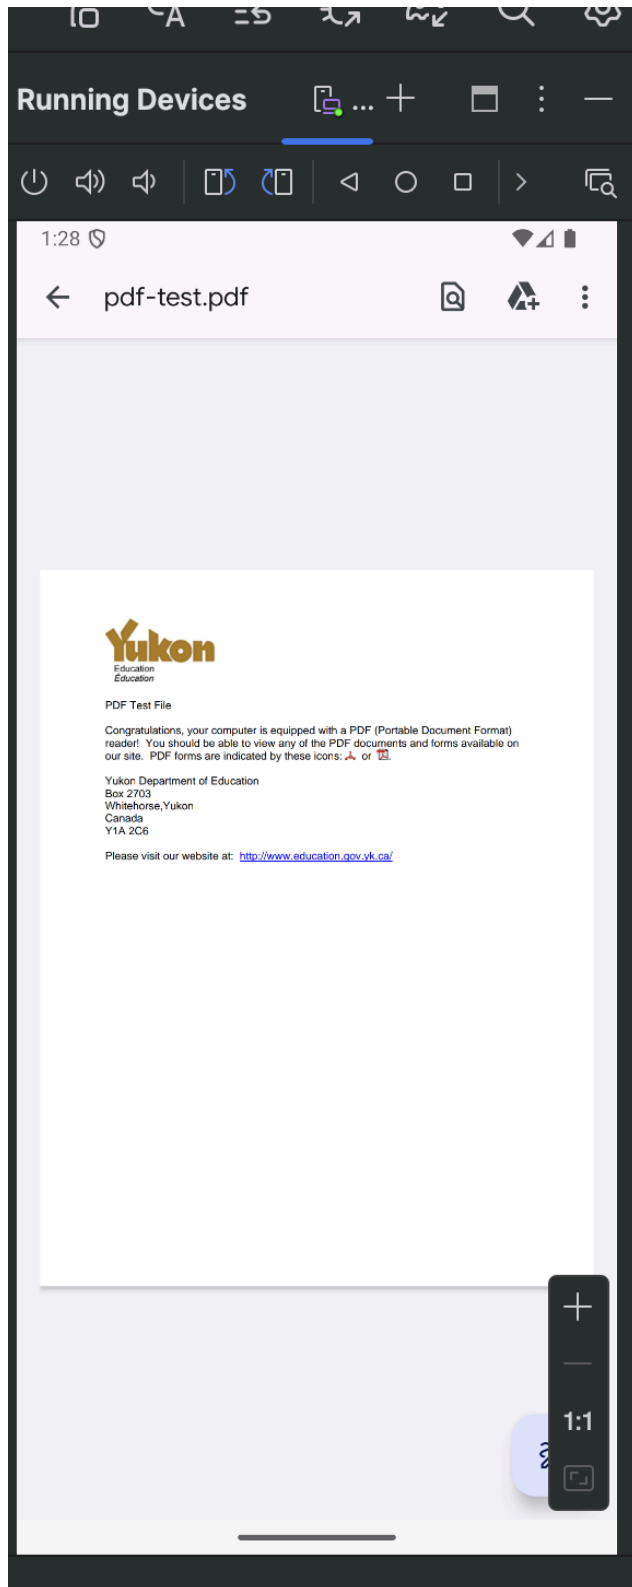 Running Devices
...
1:28
pdf-test.pdf
Yukon
Education
Éducation
PDF Test File
Congratulations, your computer is equipped with a PDF (Portable Document Format)
reader!  You should be able to view any of the PDF documents and forms available on
our site.  PDF forms are indicated by these icons: or .
Yukon Department of Education
Box 2703
Whitehorse,Yukon
Canada
Y1A 2C6
Please visit our website at:  http://www.education.gov.yk.ca/
1:1